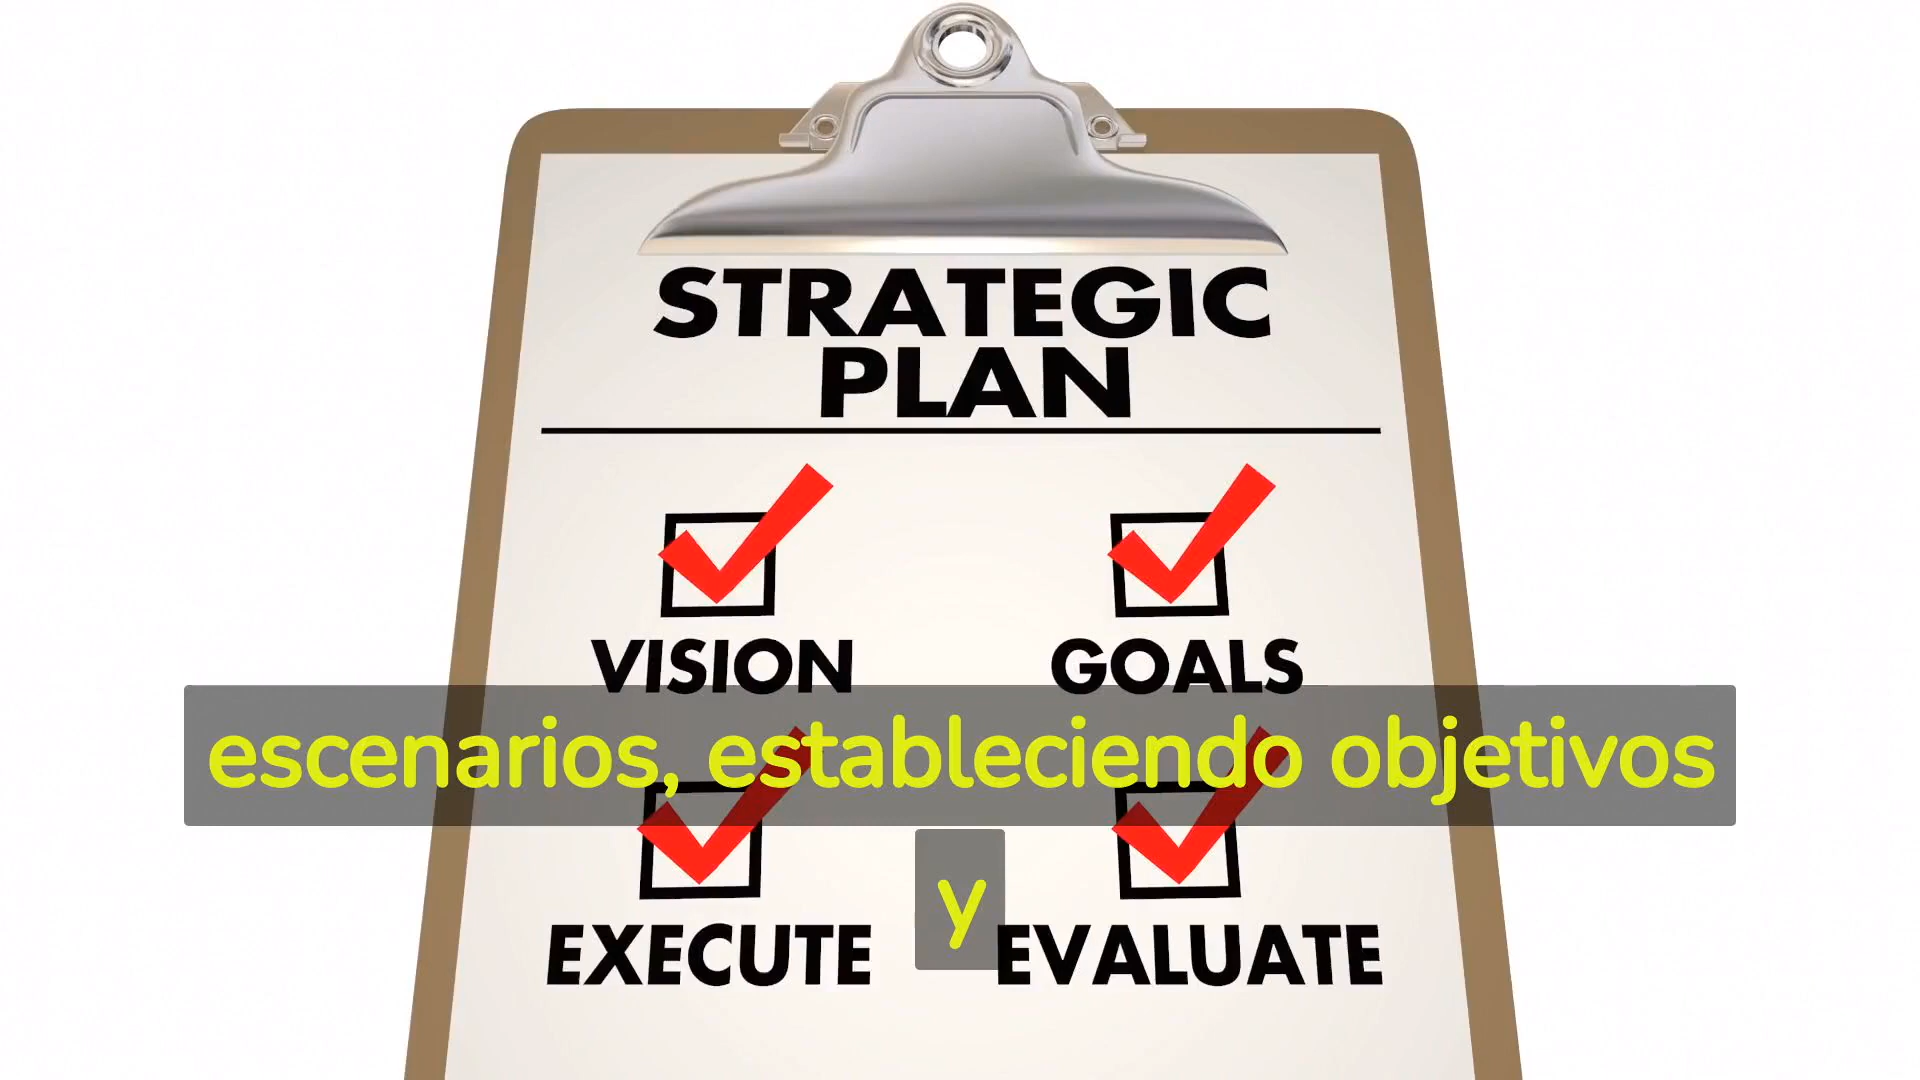 STRATEGIC
PLAN
VISION
GOALS
escenarios, estableciendo objetivos
y
EXECUTE
EVALUATE